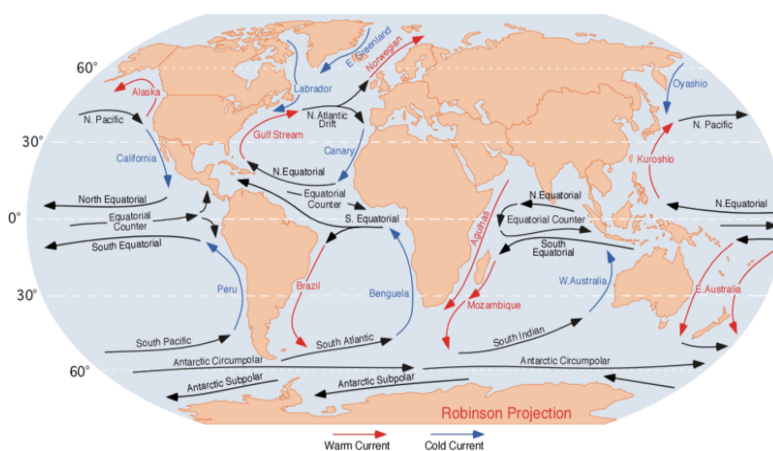 60°
Alaska
N. Pacific
California
Labrador
E. Greenland
Norwegian
Gulf Stream
N. Atlantic
Drift
Canary
Oyashio
N. Pacific
Kuroshio
30°
North Equatorial
Equatorial
Counter
South Equatorial
N.Equatorial
Equatorial
Counter
S. Equatorial
Agulhas
N.Equatorial
Equatorial Counter
South
Equatorial
N.Equatorial
0°
Peru
Brazil
Benguela
Mozambique
W.Australia
E.Australia
30°
South Pacific
South Atlantic
South Indian
Antarctic Circumpolar
Antarctic Circumpolar
60°
Antarctic Subpolar
Antarctic Subpolar
Robinson Projection
Warm Current
Cold Current